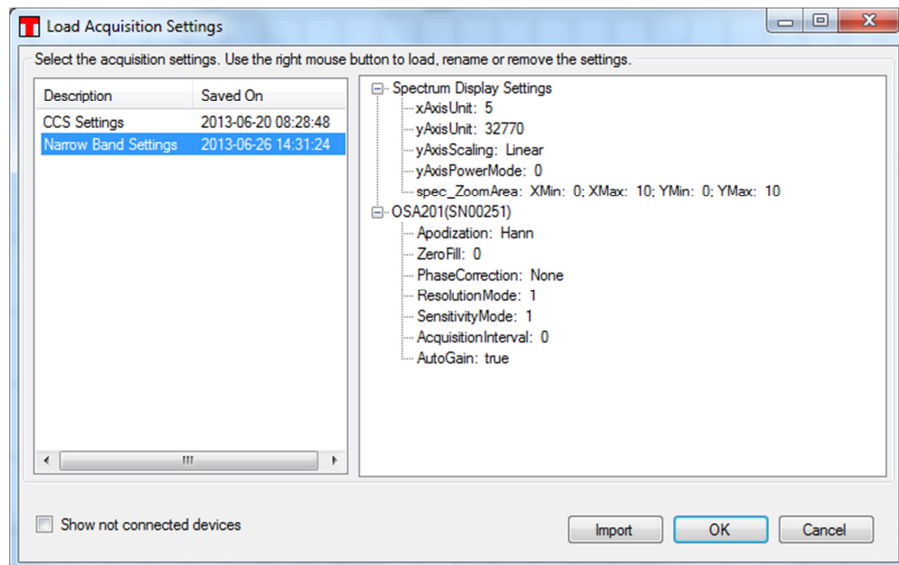 Load Acquisition Settings
Select the acquisition settings. Use the right mouse button to load, rename or remove the settings.
Description Saved On
CCS Settings 2013-06-20 08:28:48
Narrow Band Settings 2013-06-26 14:31:24
Spectrum Display Settings
xAxisUnit: 5
yAxisUnit: 32770
yAxisScaling: Linear
yAxisPowerMode: 0
spec_ZoomArea: XMin: 0; XMax: 10; YMin: 0; YMax: 10
OSA201(SN00251)
Apodization: Hann
ZeroFill: 0
PhaseCorrection: None
ResolutionMode: 1
SensitivityMode: 1
AcquisitionInterval: 0
AutoGain: true
Show not connected devices
Import OK Cancel